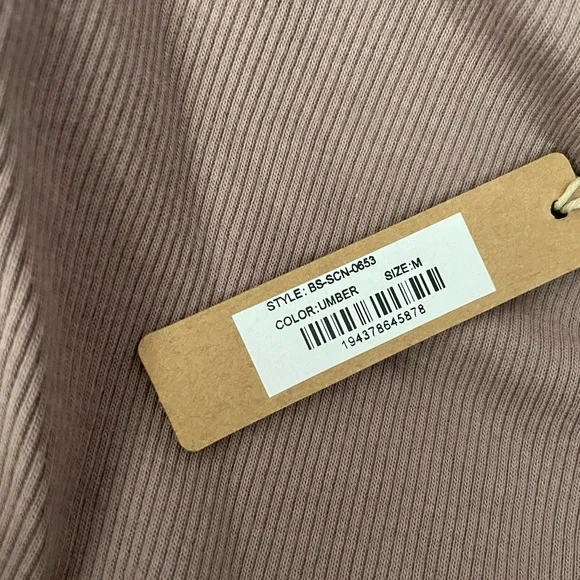 STYLE: BS-SCN-0653
COLOR:UMBER SIZE:M
194378645878